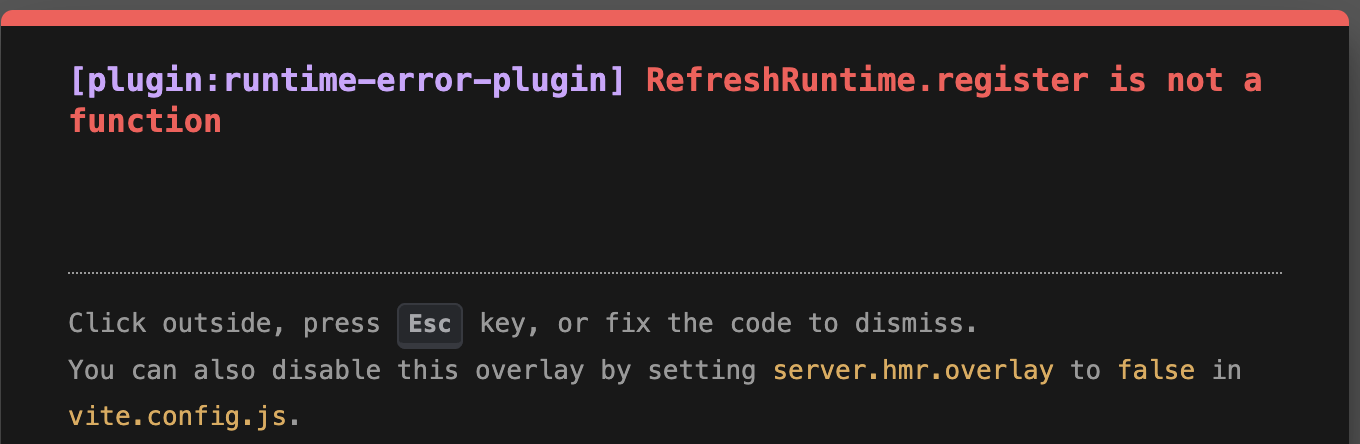 [plugin:runtime-error-plugin] RefreshRuntime.register is not a
function
Click outside, press Esc key, or fix the code to dismiss.
You can also disable this overlay by setting server.hmr.overlay to false in
vite.config.js.